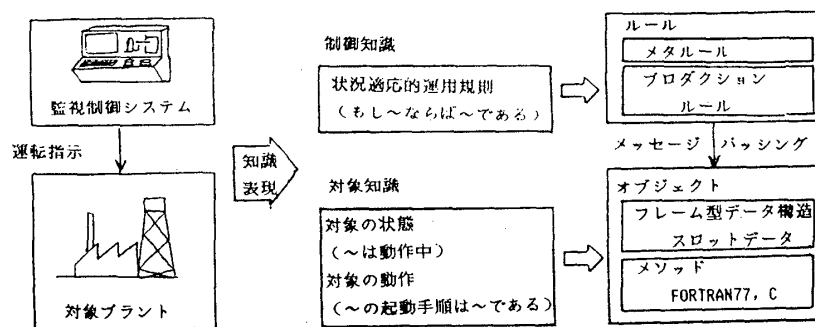 監視制御システム
運転指示
対象プラント
知識
表現
制御知識
状況適応的運用規則
(もし〜ならば〜である)
対象知識
対象の状態
(〜は動作中)
対象の動作
(〜の起動手順は〜である)
ルール
メタルール
プロダクション
ルール
メッセージ パッシング
オブジェクト
フレーム型データ構造
スロットデータ
メソッド
FORTRAN77, C